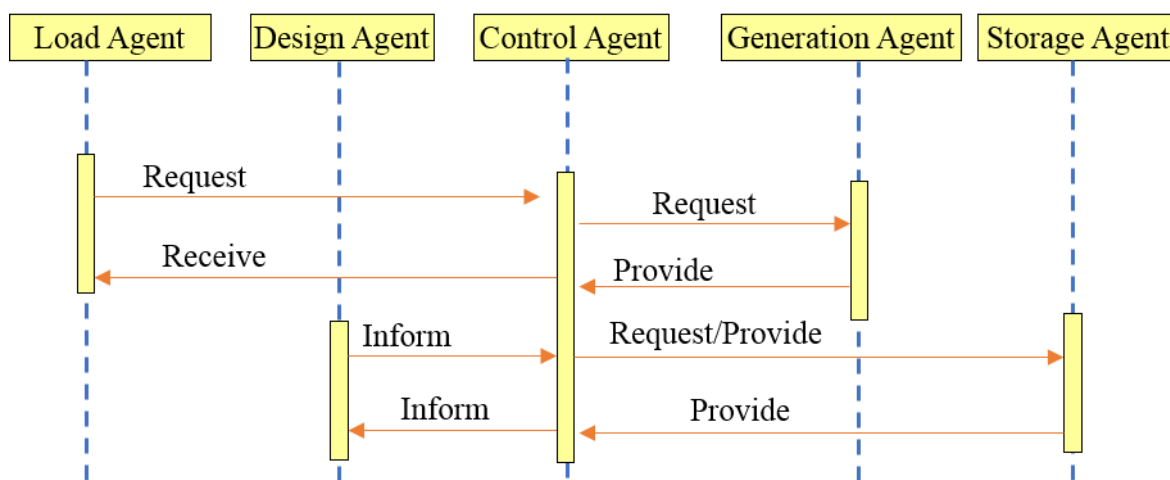 Load Agent
Design Agent
Control Agent
Generation Agent
Storage Agent
Request
Request
Receive
Provide
Inform
Request/Provide
Inform
Provide